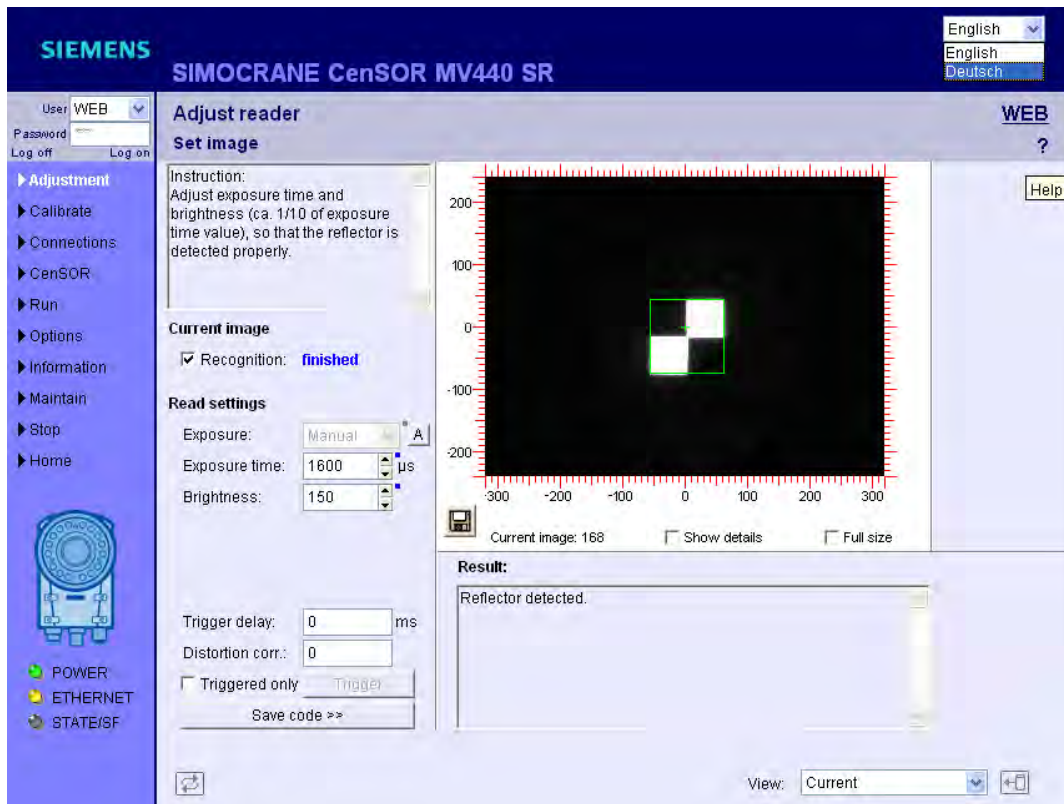 SIEMENS
SIMOCRANE CenSOR MV440 SR
English
English
Deutsch
User WEB
Password
Log off Log on
Adjust reader
Set image
WEB
?
Help
Adjustment
Calibrate
Connections
CenSOR
Run
Options
Information
Maintain
Stop
Home
POWER
ETHERNET
STATE/SF
Instruction:
Adjust exposure time and
brightness (ca. 1/10 of exposure
time value), so that the reflector is
detected properly.
Current image
Recognition: finished
Read settings
Exposure: Manual A
Exposure time: 1600 µs
Brightness: 150
Trigger delay: 0 ms
Distortion corr.: 0
Triggered only Trigger
Save code >>
200
100
0
-100
-200
-300 -200 -100 0 100 200 300
Current image: 168 Show details Full size
Result:
Reflector detected.
View: Current